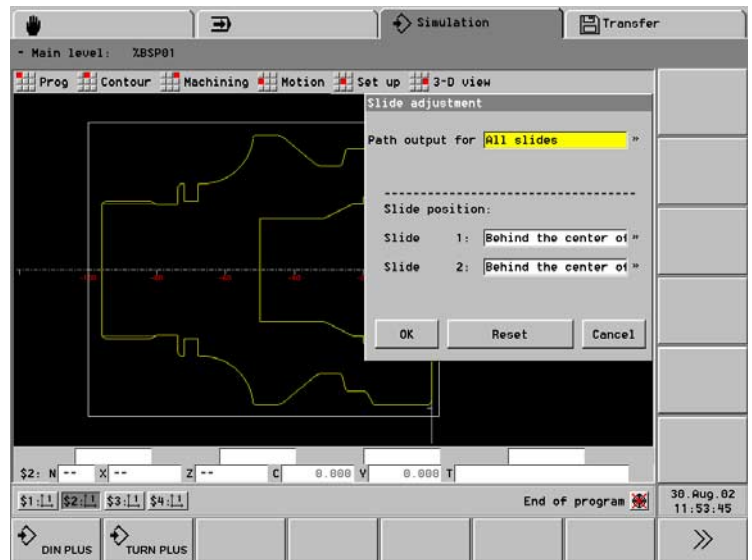 Simulation Transfer
- Main level: %BSP01
Prog Contour Machining Motion Set up 3-D view
Slide adjustment
Path output for All slides »
Slide position:
Slide 1: Behind the center of »
Slide 2: Behind the center of »
OK Reset Cancel
$2: N -- X -- Z -- C 0.000 Y 0.000 T
$1: $2: $3: $4: End of program
30.Aug.02
11:53:45
DIN PLUS TURN PLUS